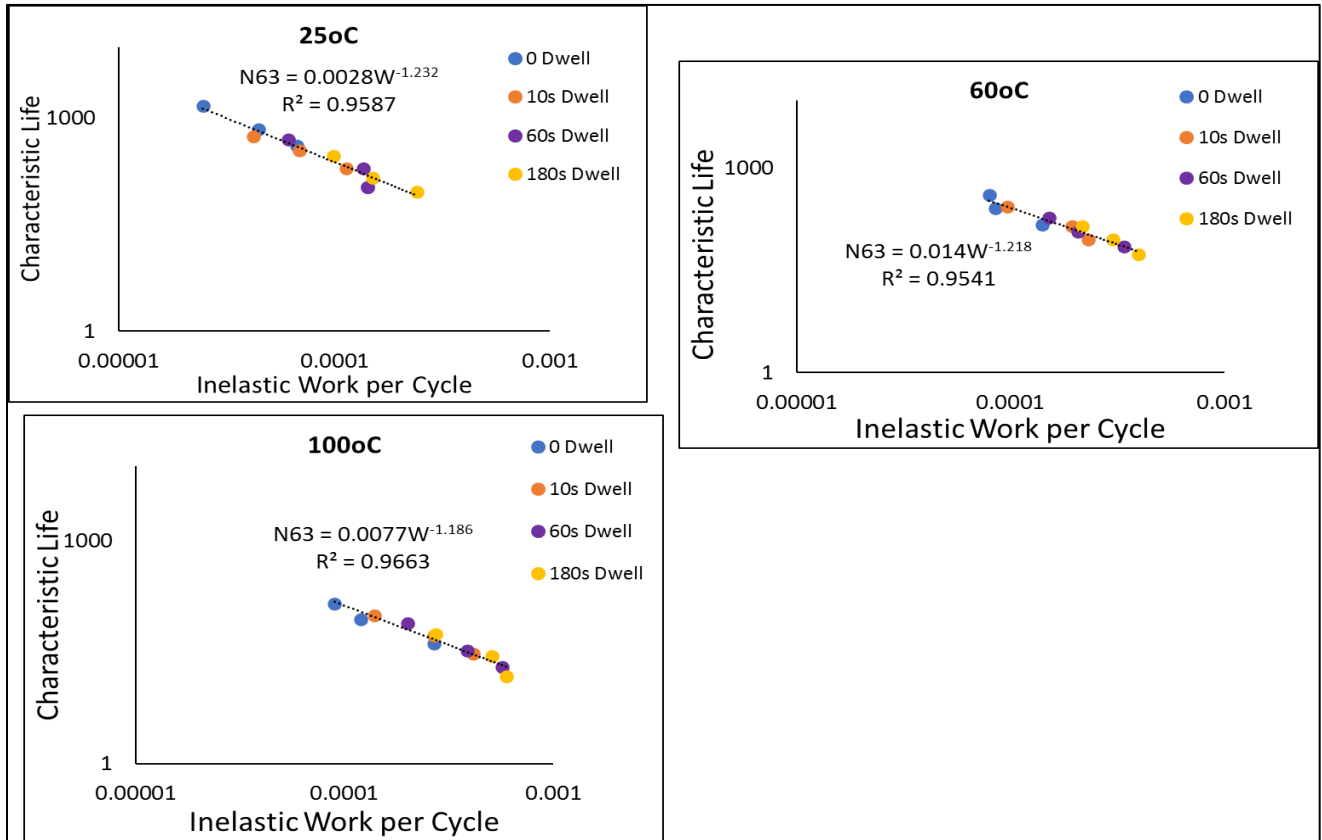 25oC
N63 = 0.0028W-1.232
R² = 0.9587
0 Dwell
10s Dwell
60s Dwell
180s Dwell
Characteristic Life
1000
1
0.00001
0.0001
0.001
Inelastic Work per Cycle
60oC
N63 = 0.014W-1.218
R² = 0.9541
0 Dwell
10s Dwell
60s Dwell
180s Dwell
Characteristic Life
1000
1
0.00001
0.0001
0.001
Inelastic Work per Cycle
100oC
N63 = 0.0077W-1.186
R² = 0.9663
0 Dwell
10s Dwell
60s Dwell
180s Dwell
Characteristic Life
1000
1
0.00001
0.0001
0.001
Inelastic Work per Cycle